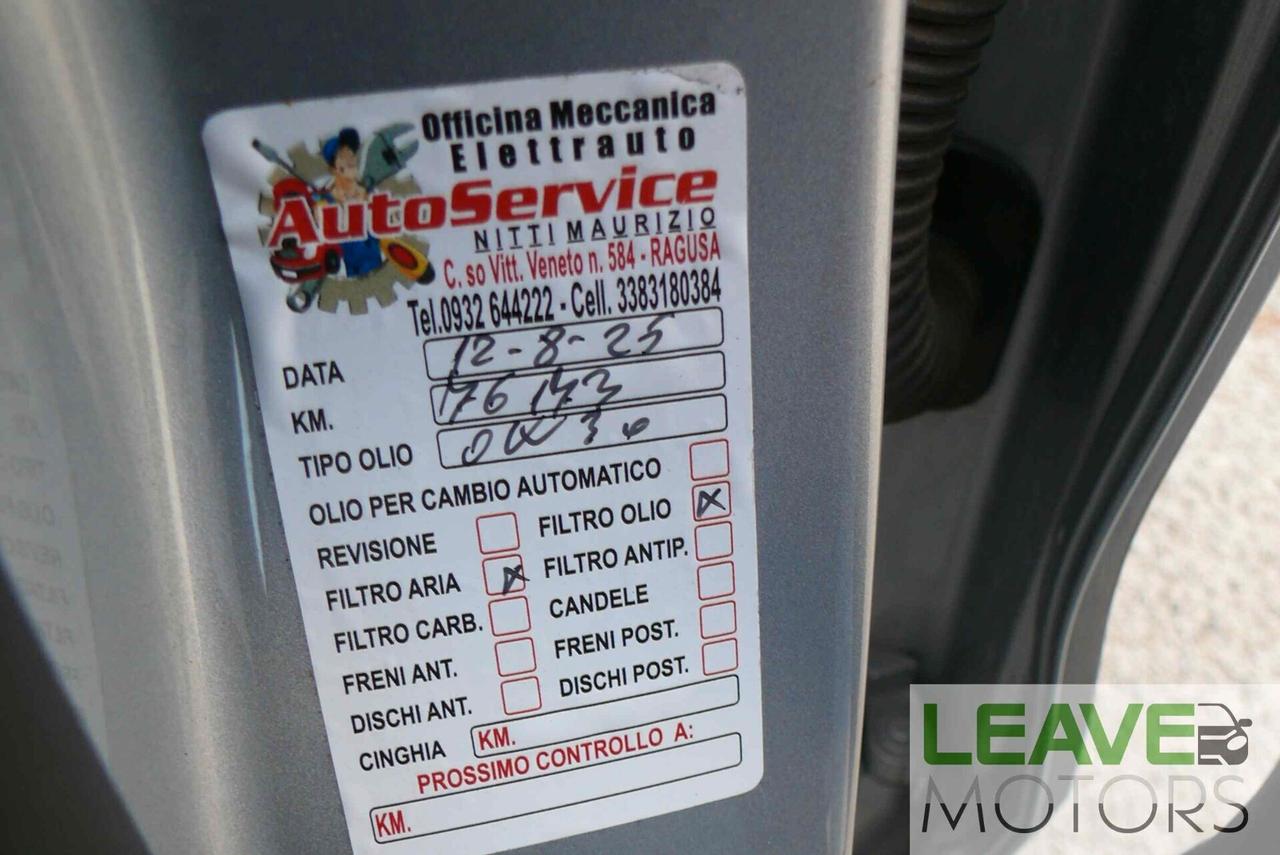 Officina Meccanica
Elettrauto
AutoService
NITTI MAURIZIO
C. so Vitt. Veneto n. 584 - RAGUSA
Tel.0932 644222 - Cell. 3383180384
DATA 12-8-25
KM.
TIPO OLIO 0W30
OLIO PER CAMBIO AUTOMATICO
REVISIONE FILTRO OLIO X
FILTRO ARIA X FILTRO ANTIP.
FILTRO CARB. CANDELE
FRENI ANT. FRENI POST.
DISCHI ANT. DISCHI POST.
CINGHIA KM.
PROSSIMO CONTROLLO A:
KM.
LEAVE
MOTORS